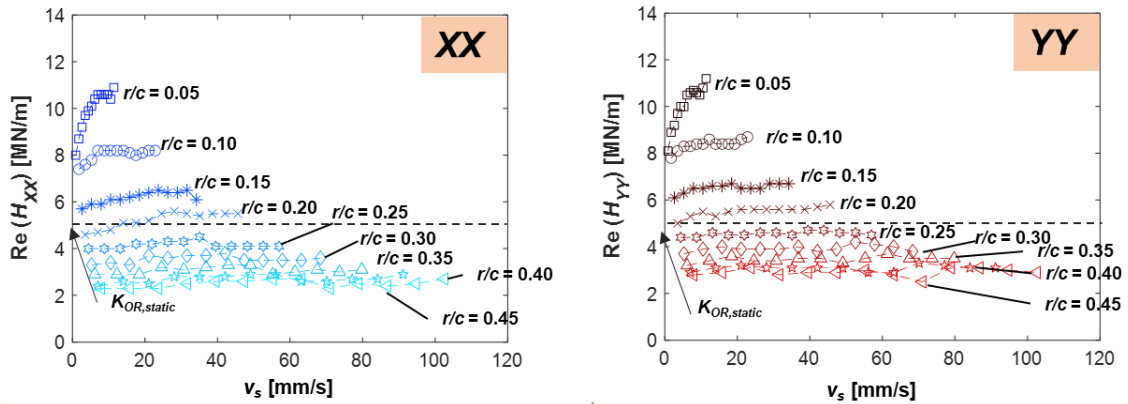 XX
Re (H_XX) [MN/m]
14
12
10
8
6
4
2
0
r/c = 0.05
r/c = 0.10
r/c = 0.15
r/c = 0.20
r/c = 0.25
r/c = 0.30
r/c = 0.35
r/c = 0.40
r/c = 0.45
K_OR,static
0 20 40 60 80 100 120
v_s [mm/s]
YY
Re (H_YY) [MN/m]
14
12
10
8
6
4
2
0
r/c = 0.05
r/c = 0.10
r/c = 0.15
r/c = 0.20
r/c = 0.25
r/c = 0.30
r/c = 0.35
r/c = 0.40
r/c = 0.45
K_OR,static
0 20 40 60 80 100 120
v_s [mm/s]